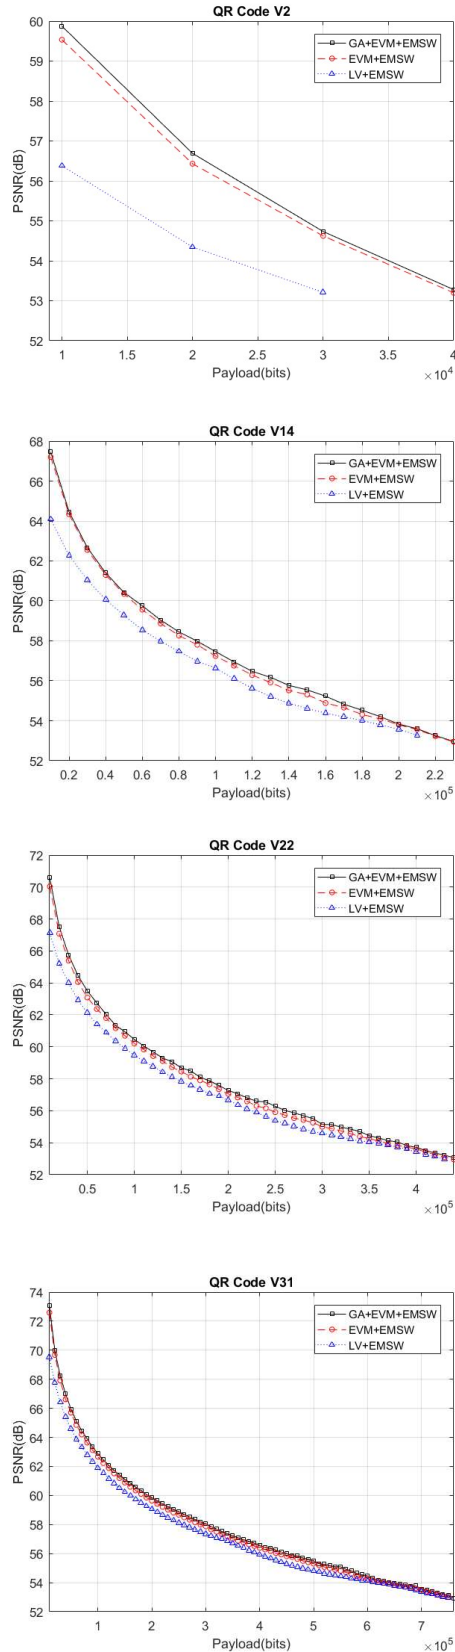 QR Code V2
60
59
58
57
56
55
54
53
52
PSNR(dB)
GA+EVM+EMSW
EVM+EMSW
LV+EMSW
1 1.5 2 2.5 3 3.5 4
Payload(bits)
×10^4
QR Code V14
68
66
64
62
60
58
56
54
52
PSNR(dB)
GA+EVM+EMSW
EVM+EMSW
LV+EMSW
0.2 0.4 0.6 0.8 1 1.2 1.4 1.6 1.8 2 2.2
Payload(bits)
×10^5
QR Code V22
72
70
68
66
64
62
60
58
56
54
52
PSNR(dB)
GA+EVM+EMSW
EVM+EMSW
LV+EMSW
0.5 1 1.5 2 2.5 3 3.5 4
Payload(bits)
×10^5
QR Code V31
74
72
70
68
66
64
62
60
58
56
54
52
PSNR(dB)
GA+EVM+EMSW
EVM+EMSW
LV+EMSW
1 2 3 4 5 6 7
Payload(bits)
×10^5